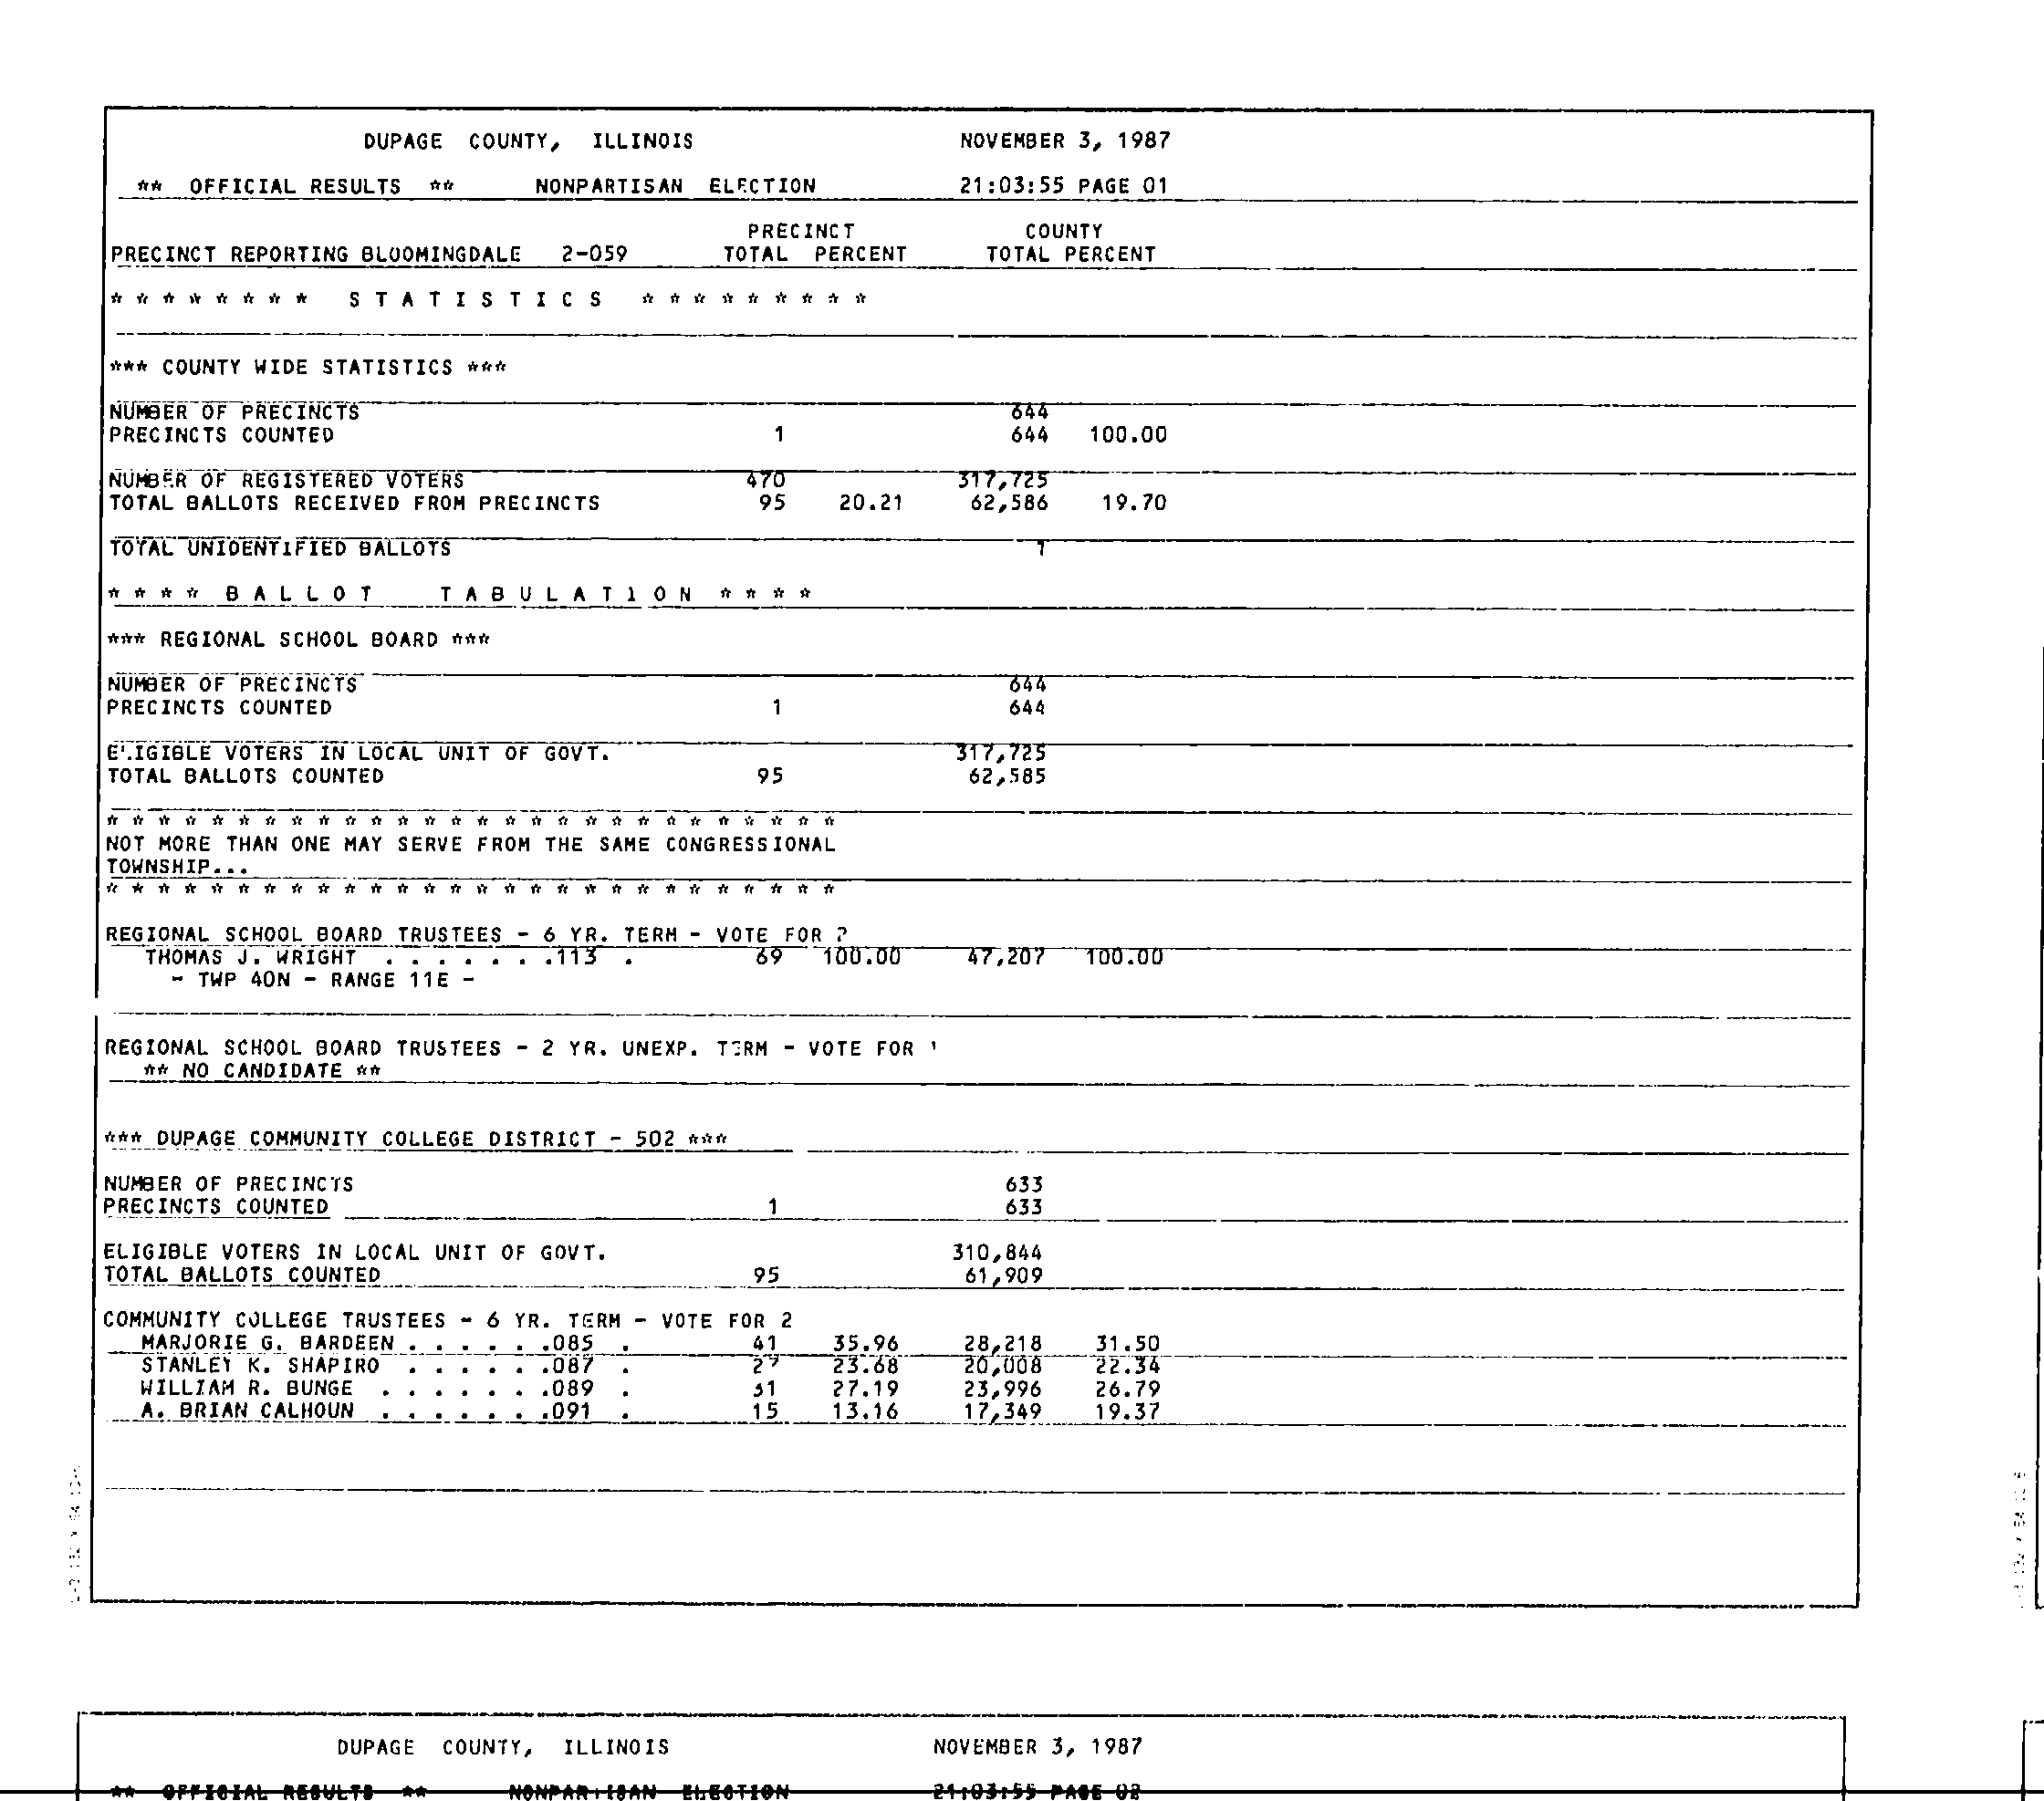 DUPAGE COUNTY, ILLINOIS NOVEMBER 3, 1987
** OFFICIAL RESULTS ** NONPARTISAN ELECTION 21:03:55 PAGE 01
PRECINCT COUNTY
PRECINCT REPORTING BLOOMINGDALE 2-059 TOTAL PERCENT TOTAL PERCENT
* * * * * * * * S T A T I S T I C S * * * * * * * * *
*** COUNTY WIDE STATISTICS ***
NUMBER OF PRECINCTS 644
PRECINCTS COUNTED 1 644 100.00
NUMBER OF REGISTERED VOTERS 470 317,725
TOTAL BALLOTS RECEIVED FROM PRECINCTS 95 20.21 62,586 19.70
TOTAL UNIDENTIFIED BALLOTS
* * * * B A L L O T T A B U L A T I O N * * * *
*** REGIONAL SCHOOL BOARD ***
NUMBER OF PRECINCTS 644
PRECINCTS COUNTED 1 644
ELIGIBLE VOTERS IN LOCAL UNIT OF GOVT. 317,725
TOTAL BALLOTS COUNTED 95 62,585
* * * * * * * * * * * * * * * * * * * * * * * * * * * *
NOT MORE THAN ONE MAY SERVE FROM THE SAME CONGRESSIONAL
TOWNSHIP...
* * * * * * * * * * * * * * * * * * * * * * * * * * * *
REGIONAL SCHOOL BOARD TRUSTEES - 6 YR. TERM - VOTE FOR
THOMAS J. WRIGHT . . . . . . .113 . 69 100.00 47,207 100.00
- TWP 40N - RANGE 11E -
REGIONAL SCHOOL BOARD TRUSTEES - 2 YR. UNEXP. TERM - VOTE FOR
** NO CANDIDATE **
*** DUPAGE COMMUNITY COLLEGE DISTRICT - 502 ***
NUMBER OF PRECINCTS 633
PRECINCTS COUNTED 1 633
ELIGIBLE VOTERS IN LOCAL UNIT OF GOVT. 310,844
TOTAL BALLOTS COUNTED 95 61,909
COMMUNITY COLLEGE TRUSTEES - 6 YR. TERM - VOTE FOR 2
MARJORIE G. BARDEEN . . . . . .085 . 41 35.96 28,218 31.50
STANLEY K. SHAPIRO . . . . . .087 . 27 23.68 20,008 22.34
WILLIAM R. BUNGE . . . . . . .089 . 31 27.19 23,996 26.79
A. BRIAN CALHOUN . . . . . . .091 . 15 13.16 17,349 19.37
DUPAGE COUNTY, ILLINOIS NOVEMBER 3, 1987
** OFFICIAL RESULTS ** NONPARTISAN ELECTION 21:03:55 PAGE 02